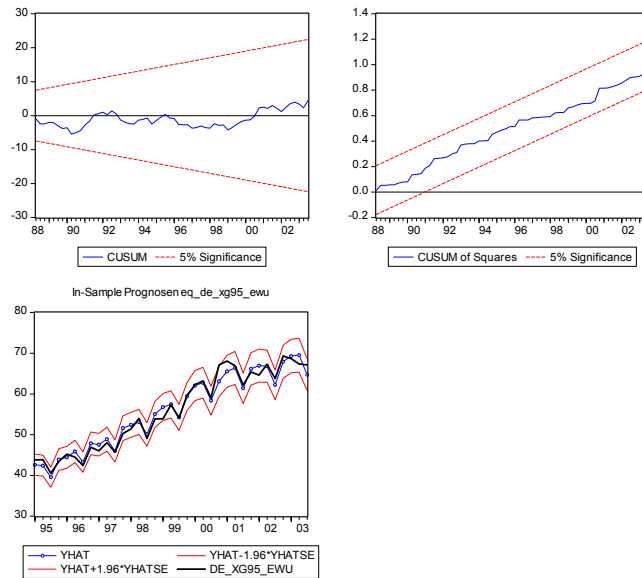 30
20
10
0
-10
-20
-30
88 90 92 94 96 98 00 02
CUSUM 5% Significance
1.4
1.2
1.0
0.8
0.6
0.4
0.2
0.0
-0.2
88 90 92 94 96 98 00 02
CUSUM of Squares 5% Significance
In-Sample Prognosen eq_de_xg95_ewu
80
70
60
50
40
30
95 96 97 98 99 00 01 02 03
YHAT YHAT-1.96*YHATSE
YHAT+1.96*YHATSE DE_XG95_EWU